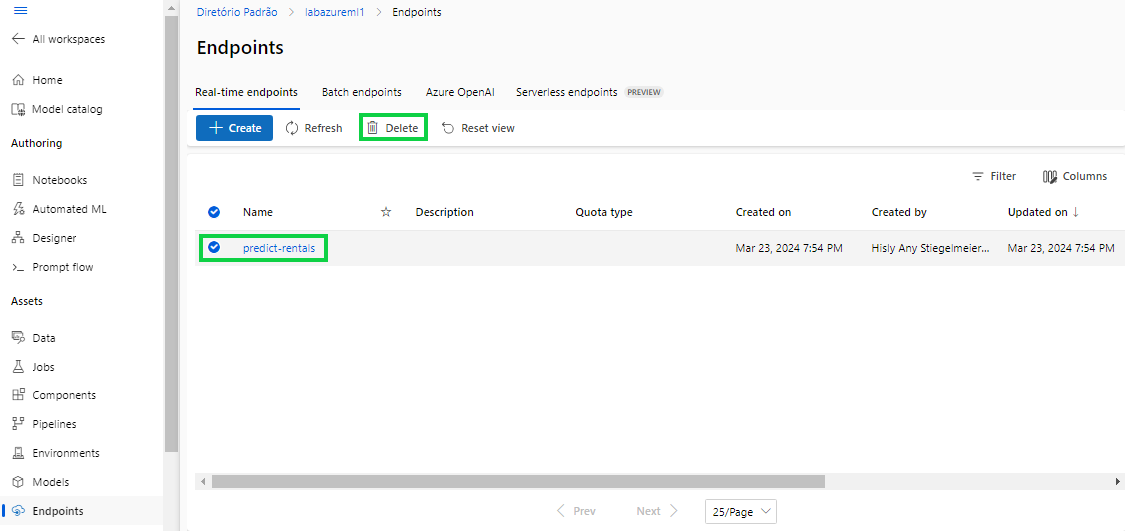 Diretório Padrão > labazureml1 > Endpoints
All workspaces
Endpoints
Home
Real-time endpoints Batch endpoints Azure OpenAI Serverless endpoints PREVIEW
Model catalog
Create Refresh Delete Reset view
Authoring
Filter Columns
Notebooks
Automated ML
Name Description Quota type Created on Created by Updated on ↓
Designer
predict-rentals Mar 23, 2024 7:54 PM Hisly Any Stiegelmeier... Mar 23, 2024 7:54 PM
Prompt flow
Assets
Data
Jobs
Components
Pipelines
Environments
Models
Endpoints
Prev Next 25/Page